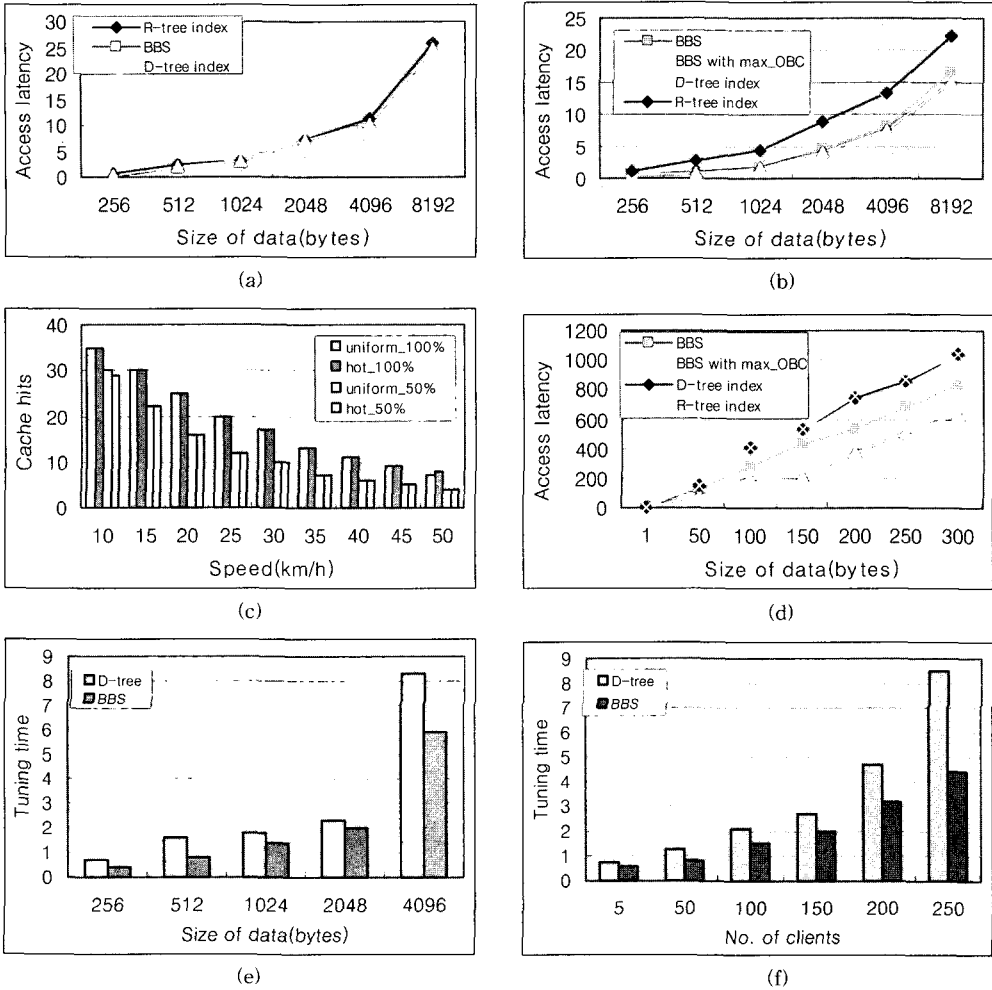 30
25
20
15
10
5
0
Access latency
R-tree index
BBS
D-tree index
256 512 1024 2048 4096 8192
Size of data(bytes)
(a)
25
20
15
10
5
0
Access latency
BBS
BBS with max_OBC
D-tree index
R-tree index
256 512 1024 2048 4096 8192
Size of data(bytes)
(b)
40
30
20
10
0
Cache hits
uniform_100%
hot_100%
uniform_50%
hot_50%
10 15 20 25 30 35 40 45 50
Speed(km/h)
(c)
1200
1000
800
600
400
200
0
Access latency
BBS
BBS with max_OBC
D-tree index
R-tree index
1 50 100 150 200 250 300
Size of data(bytes)
(d)
9
8
7
6
5
4
3
2
1
0
Tuning time
D-tree
BBS
256 512 1024 2048 4096
Size of data(bytes)
(e)
9
8
7
6
5
4
3
2
1
0
Tuning time
D-tree
BBS
5 50 100 150 200 250
No. of clients
(f)